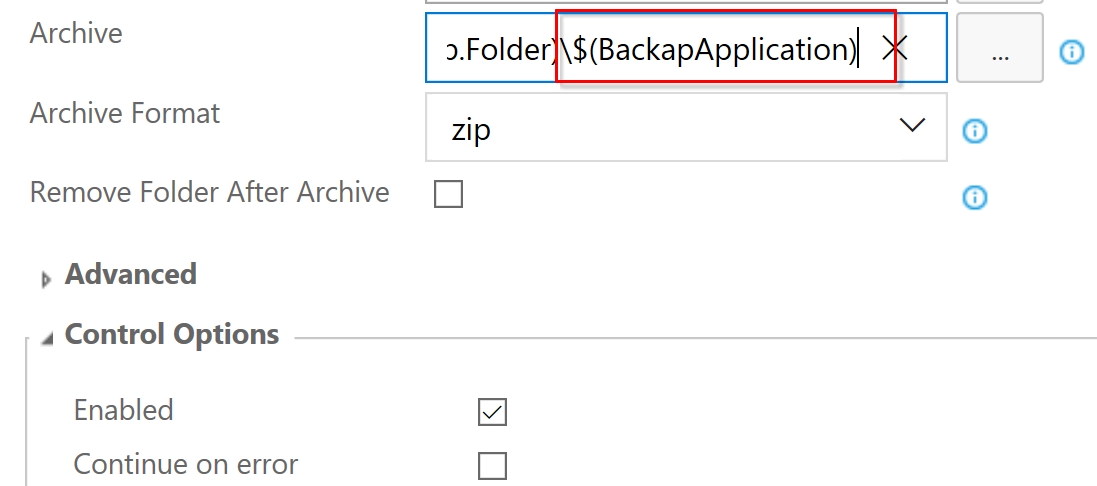 Archive
.Folder)\$(BackapApplication)
...
Archive Format
zip
Remove Folder After Archive
Advanced
Control Options
Enabled
Continue on error